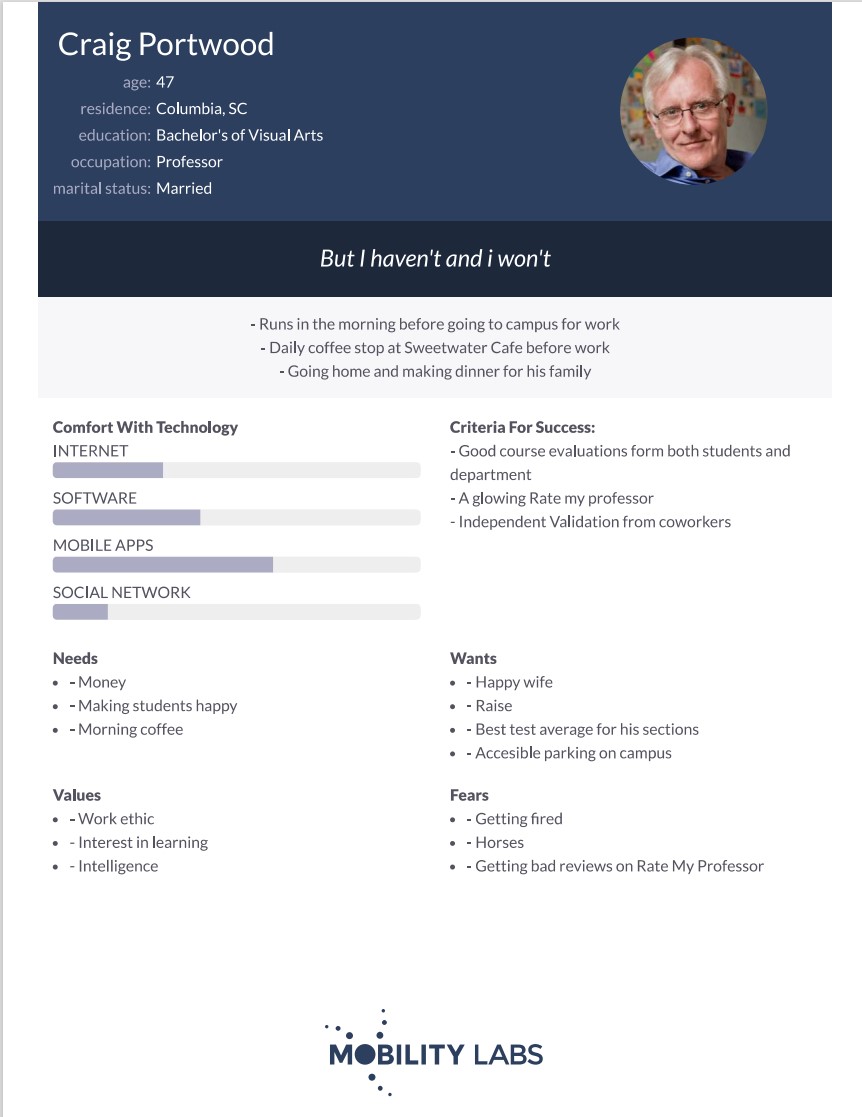 Craig Portwood
age: 47
residence: Columbia, SC
education: Bachelor's of Visual Arts
occupation: Professor
marital status: Married
But I haven't and i won't
- Runs in the morning before going to campus for work
- Daily coffee stop at Sweetwater Cafe before work
- Going home and making dinner for his family
Comfort With Technology
INTERNET
SOFTWARE
MOBILE APPS
SOCIAL NETWORK
Criteria For Success:
- Good course evaluations form both students and
department
- A glowing Rate my professor
- Independent Validation from coworkers
Needs
• - Money
• - Making students happy
• - Morning coffee
Wants
• - Happy wife
• - Raise
• - Best test average for his sections
• - Accesible parking on campus
Values
• - Work ethic
• - Interest in learning
• - Intelligence
Fears
• - Getting fired
• - Horses
• - Getting bad reviews on Rate My Professor
MOBILITY LABS